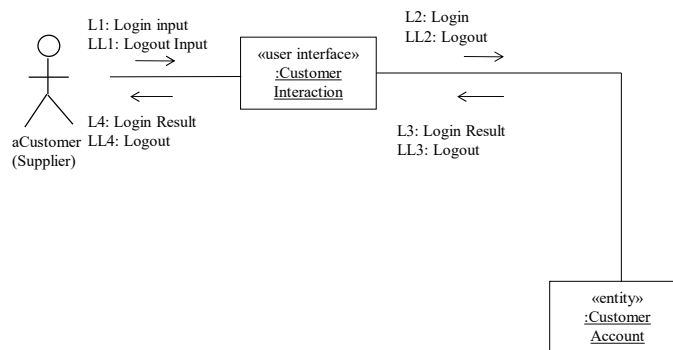 L1: Login input
LL1: Logout Input
L2: Login
LL2: Logout
«user interface»
:Customer
Interaction
L4: Login Result
LL4: Logout
L3: Login Result
LL3: Logout
aCustomer
(Supplier)
«entity»
:Customer
Account